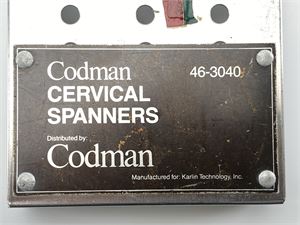 Codman 46-3040
CERVICAL
SPANNERS
Distributed by:
Codman
Manufactured for: Karlin Technology, Inc.